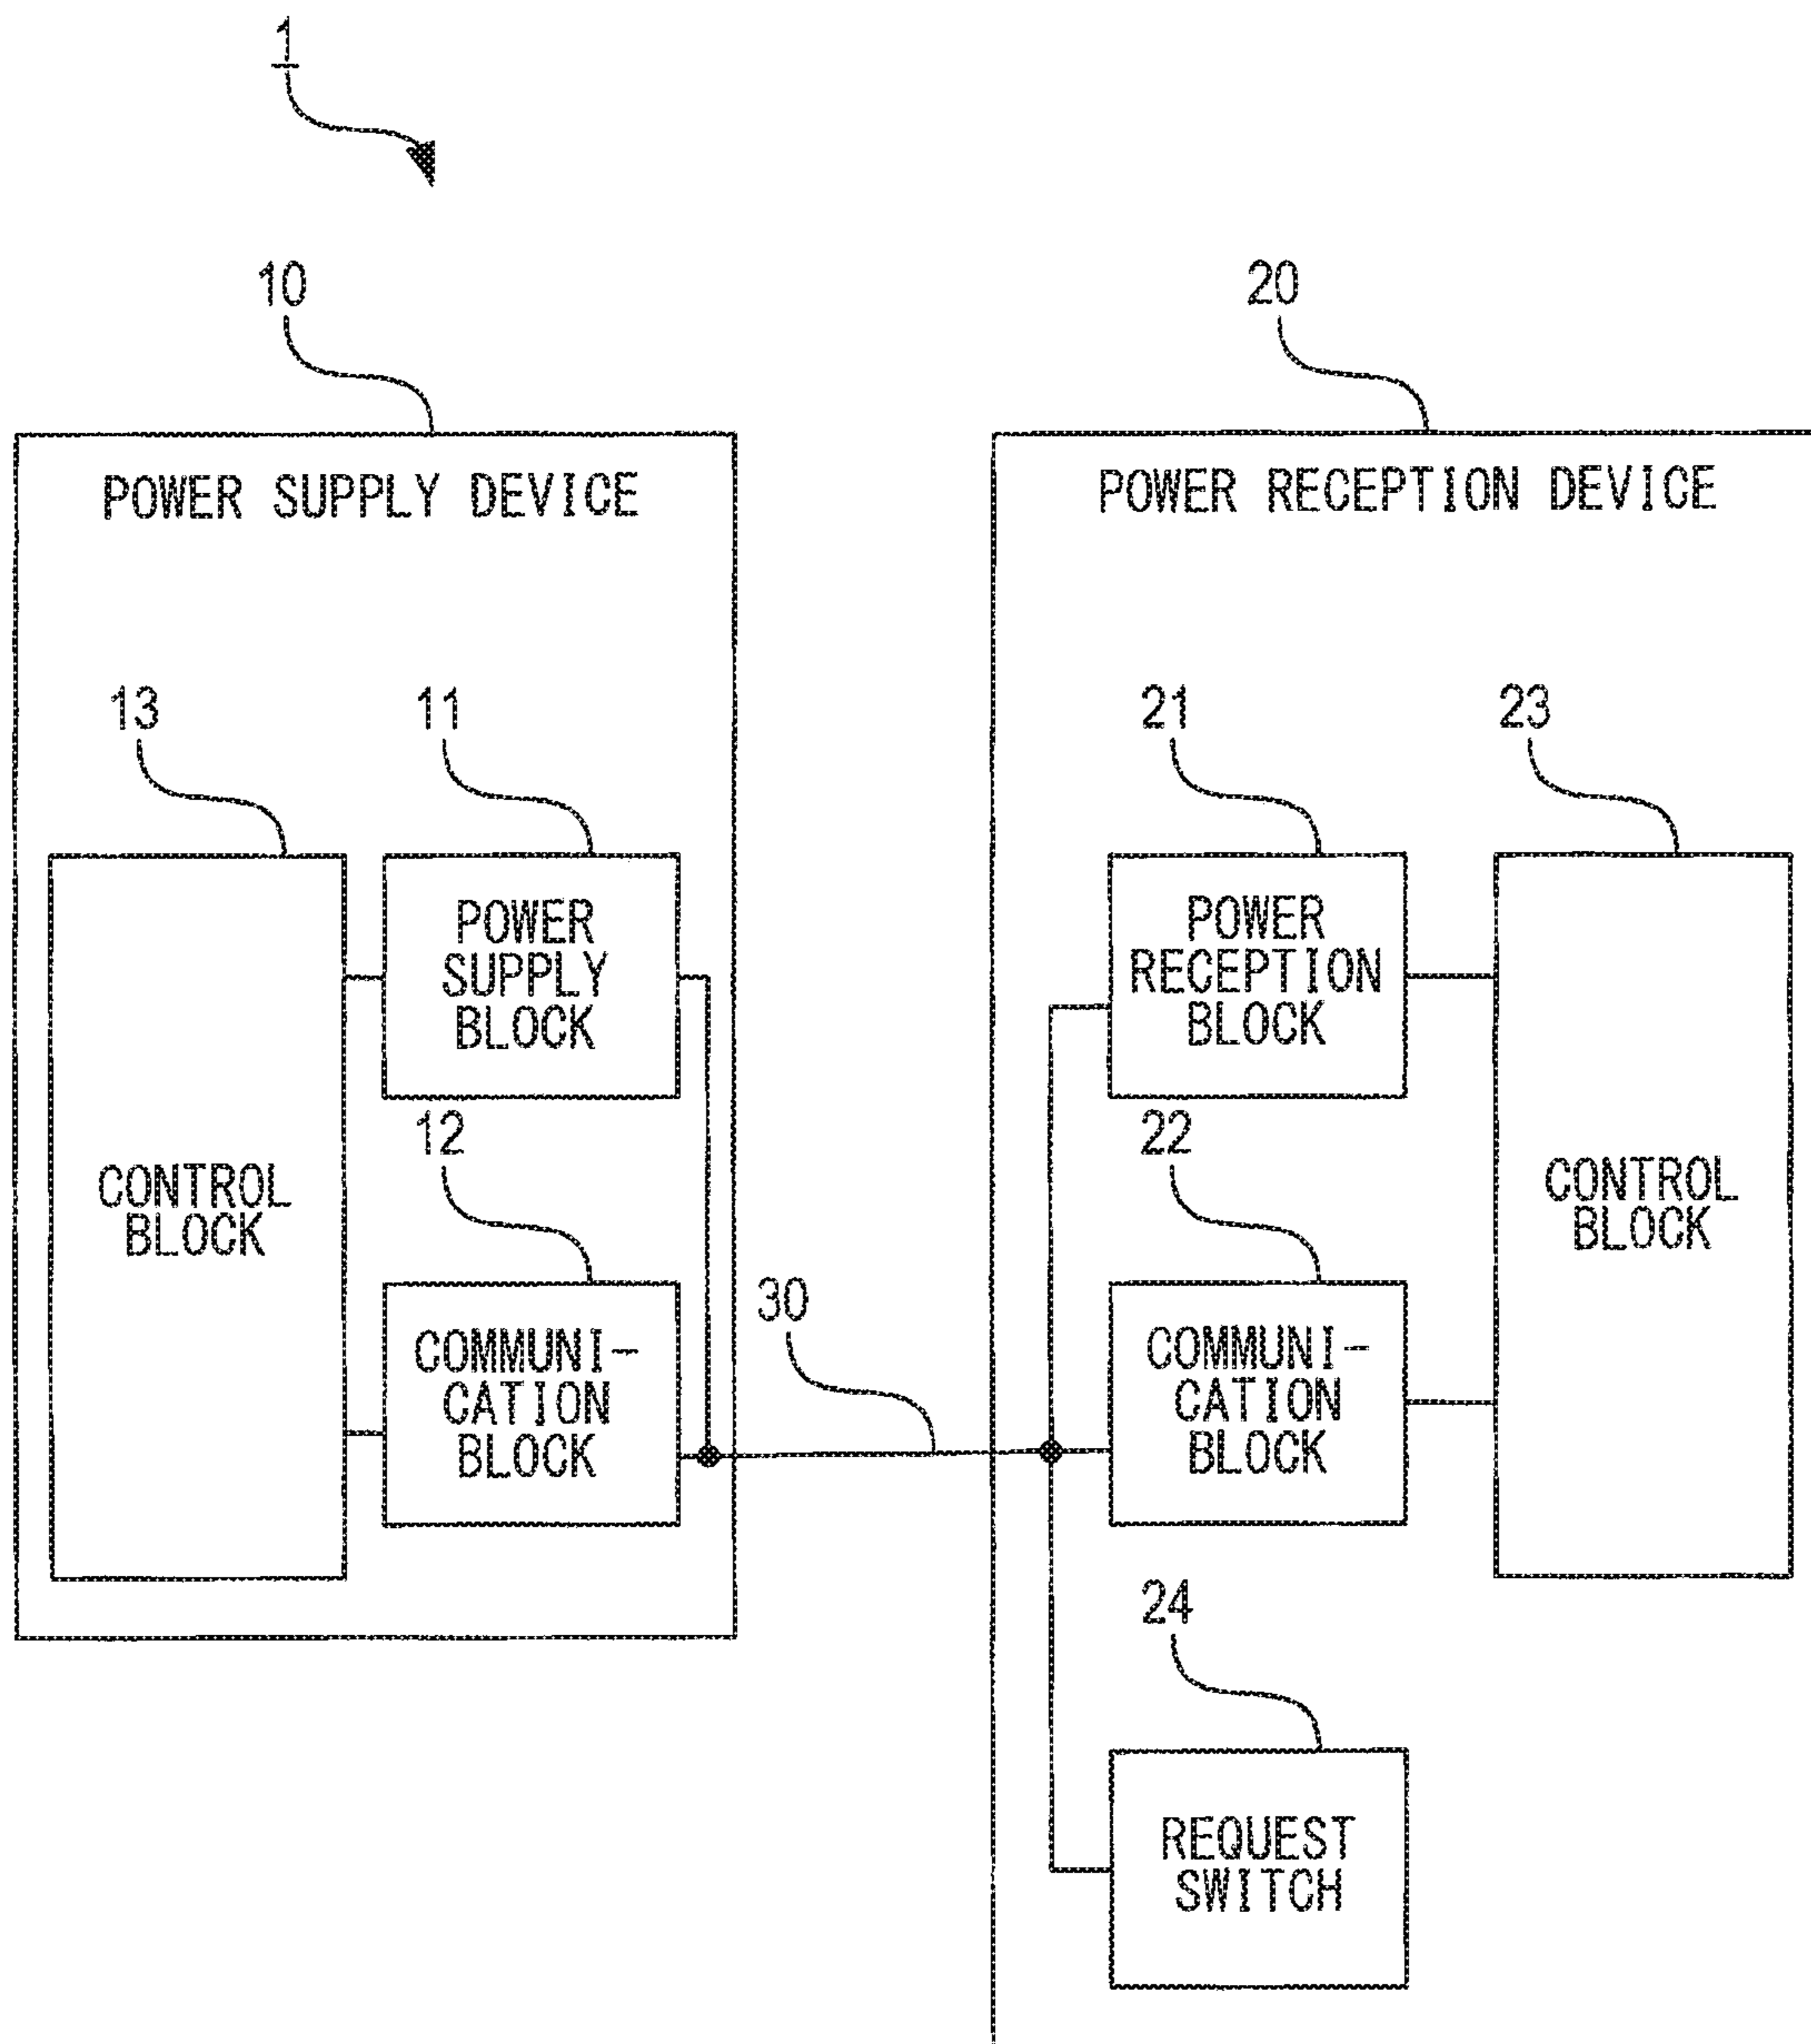 1
10
20
POWER SUPPLY DEVICE
POWER RECEPTION DEVICE
13
11
21
23
POWER
SUPPLY
BLOCK
POWER
RECEPTION
BLOCK
12
22
CONTROL
BLOCK
CONTROL
BLOCK
30
COMMUNI-
CATION
BLOCK
COMMUNI-
CATION
BLOCK
24
REQUEST
SWITCH